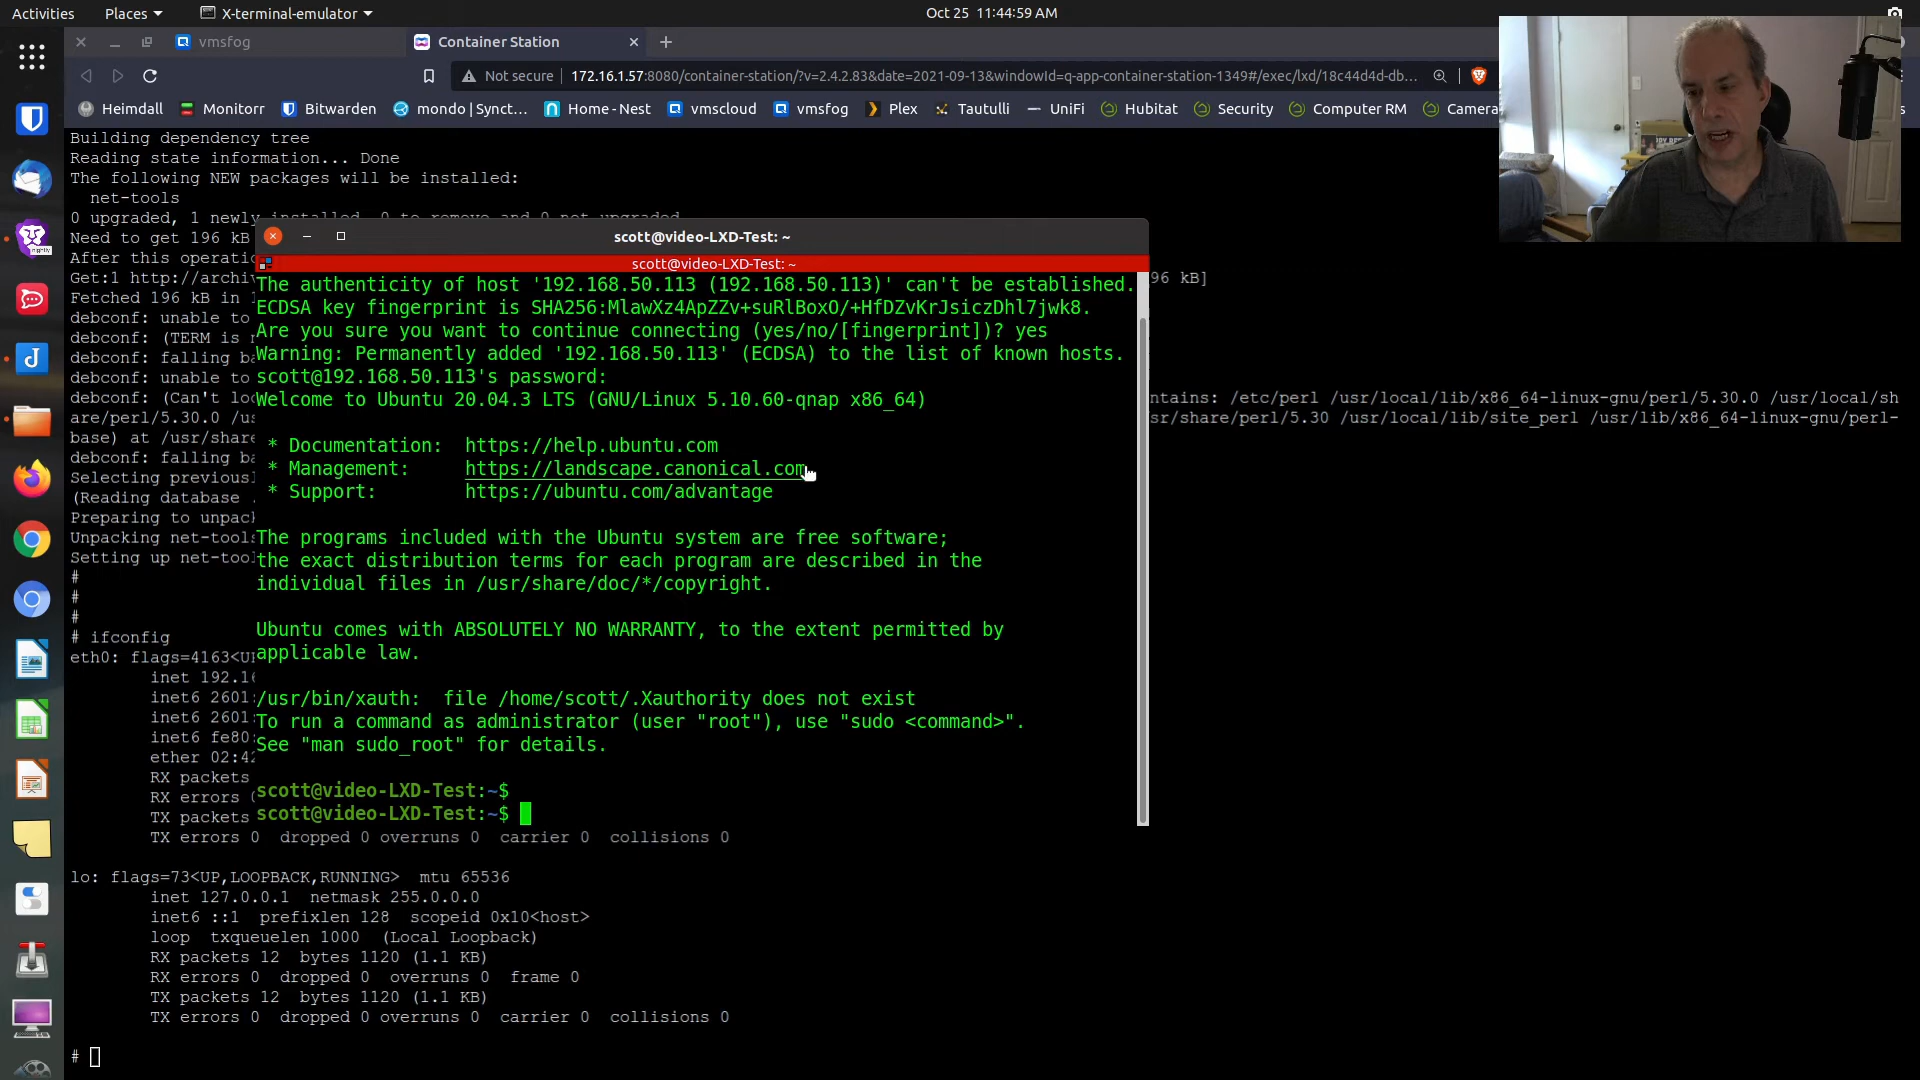 Activities
Places
X-terminal-emulator
Oct 25 11:44:59 AM
vmsfog
Container Station
Not secure
172.16.1.57:8080/container-station/?v=2.4.2.83&date=2021-09-13&windowId=q-app-container-station-1349#/exec/lxd/18c44d4d-db...
Heimdall
Monitorr
Bitwarden
mondo | Synct...
Home - Nest
vmscloud
vmsfog
Plex
Tautulli
UniFi
Hubitat
Security
Computer RM
Camera
Building dependency tree
Reading state information... Done
The following NEW packages will be installed:
net-tools
0 upgraded, 1 newly installed, 0 to remove and 0 not upgraded
Need to get 196 kB
After this operati
Get:1 http://archi
96 kB]
Fetched 196 kB in
debconf: unable to
debconf: (TERM is
debconf: falling ba
debconf: unable to
debconf: (Can't loc
ntains: /etc/perl /usr/local/lib/x86_64-linux-gnu/perl/5.30.0 /usr/local/sh
are/perl/5.30.0 /us
sr/share/perl/5.30 /usr/local/lib/site_perl /usr/lib/x86_64-linux-gnu/perl-
base) at /usr/share
debconf: falling ba
Selecting previousl
(Reading database
Preparing to unpack
Unpacking net-tools
Setting up net-tool
#
#
#
# ifconfig
eth0: flags=4163<U
inet 192.16
inet6 2601:
inet6 2601:
inet6 fe80:
ether 02:42
RX packets
RX errors
TX packets
TX errors 0 dropped 0 overruns 0 carrier 0 collisions 0
lo: flags=73<UP,LOOPBACK,RUNNING> mtu 65536
inet 127.0.0.1 netmask 255.0.0.0
inet6 ::1 prefixlen 128 scopeid 0x10<host>
loop txqueuelen 1000 (Local Loopback)
RX packets 12 bytes 1120 (1.1 KB)
RX errors 0 dropped 0 overruns 0 frame 0
TX packets 12 bytes 1120 (1.1 KB)
TX errors 0 dropped 0 overruns 0 carrier 0 collisions 0
#
scott@video-LXD-Test: ~
scott@video-LXD-Test: ~
The authenticity of host '192.168.50.113 (192.168.50.113)' can't be established.
ECDSA key fingerprint is SHA256:MlawXz4ApZZv+suRlBoxO/+HfDZvKrJsiczDhl7jwk8.
Are you sure you want to continue connecting (yes/no/[fingerprint])? yes
Warning: Permanently added '192.168.50.113' (ECDSA) to the list of known hosts.
scott@192.168.50.113's password:
Welcome to Ubuntu 20.04.3 LTS (GNU/Linux 5.10.60-qnap x86_64)
* Documentation: https://help.ubuntu.com
* Management: https://landscape.canonical.com
* Support: https://ubuntu.com/advantage
The programs included with the Ubuntu system are free software;
the exact distribution terms for each program are described in the
individual files in /usr/share/doc/*/copyright.
Ubuntu comes with ABSOLUTELY NO WARRANTY, to the extent permitted by
applicable law.
/usr/bin/xauth: file /home/scott/.Xauthority does not exist
To run a command as administrator (user "root"), use "sudo <command>".
See "man sudo_root" for details.
scott@video-LXD-Test:~$
scott@video-LXD-Test:~$